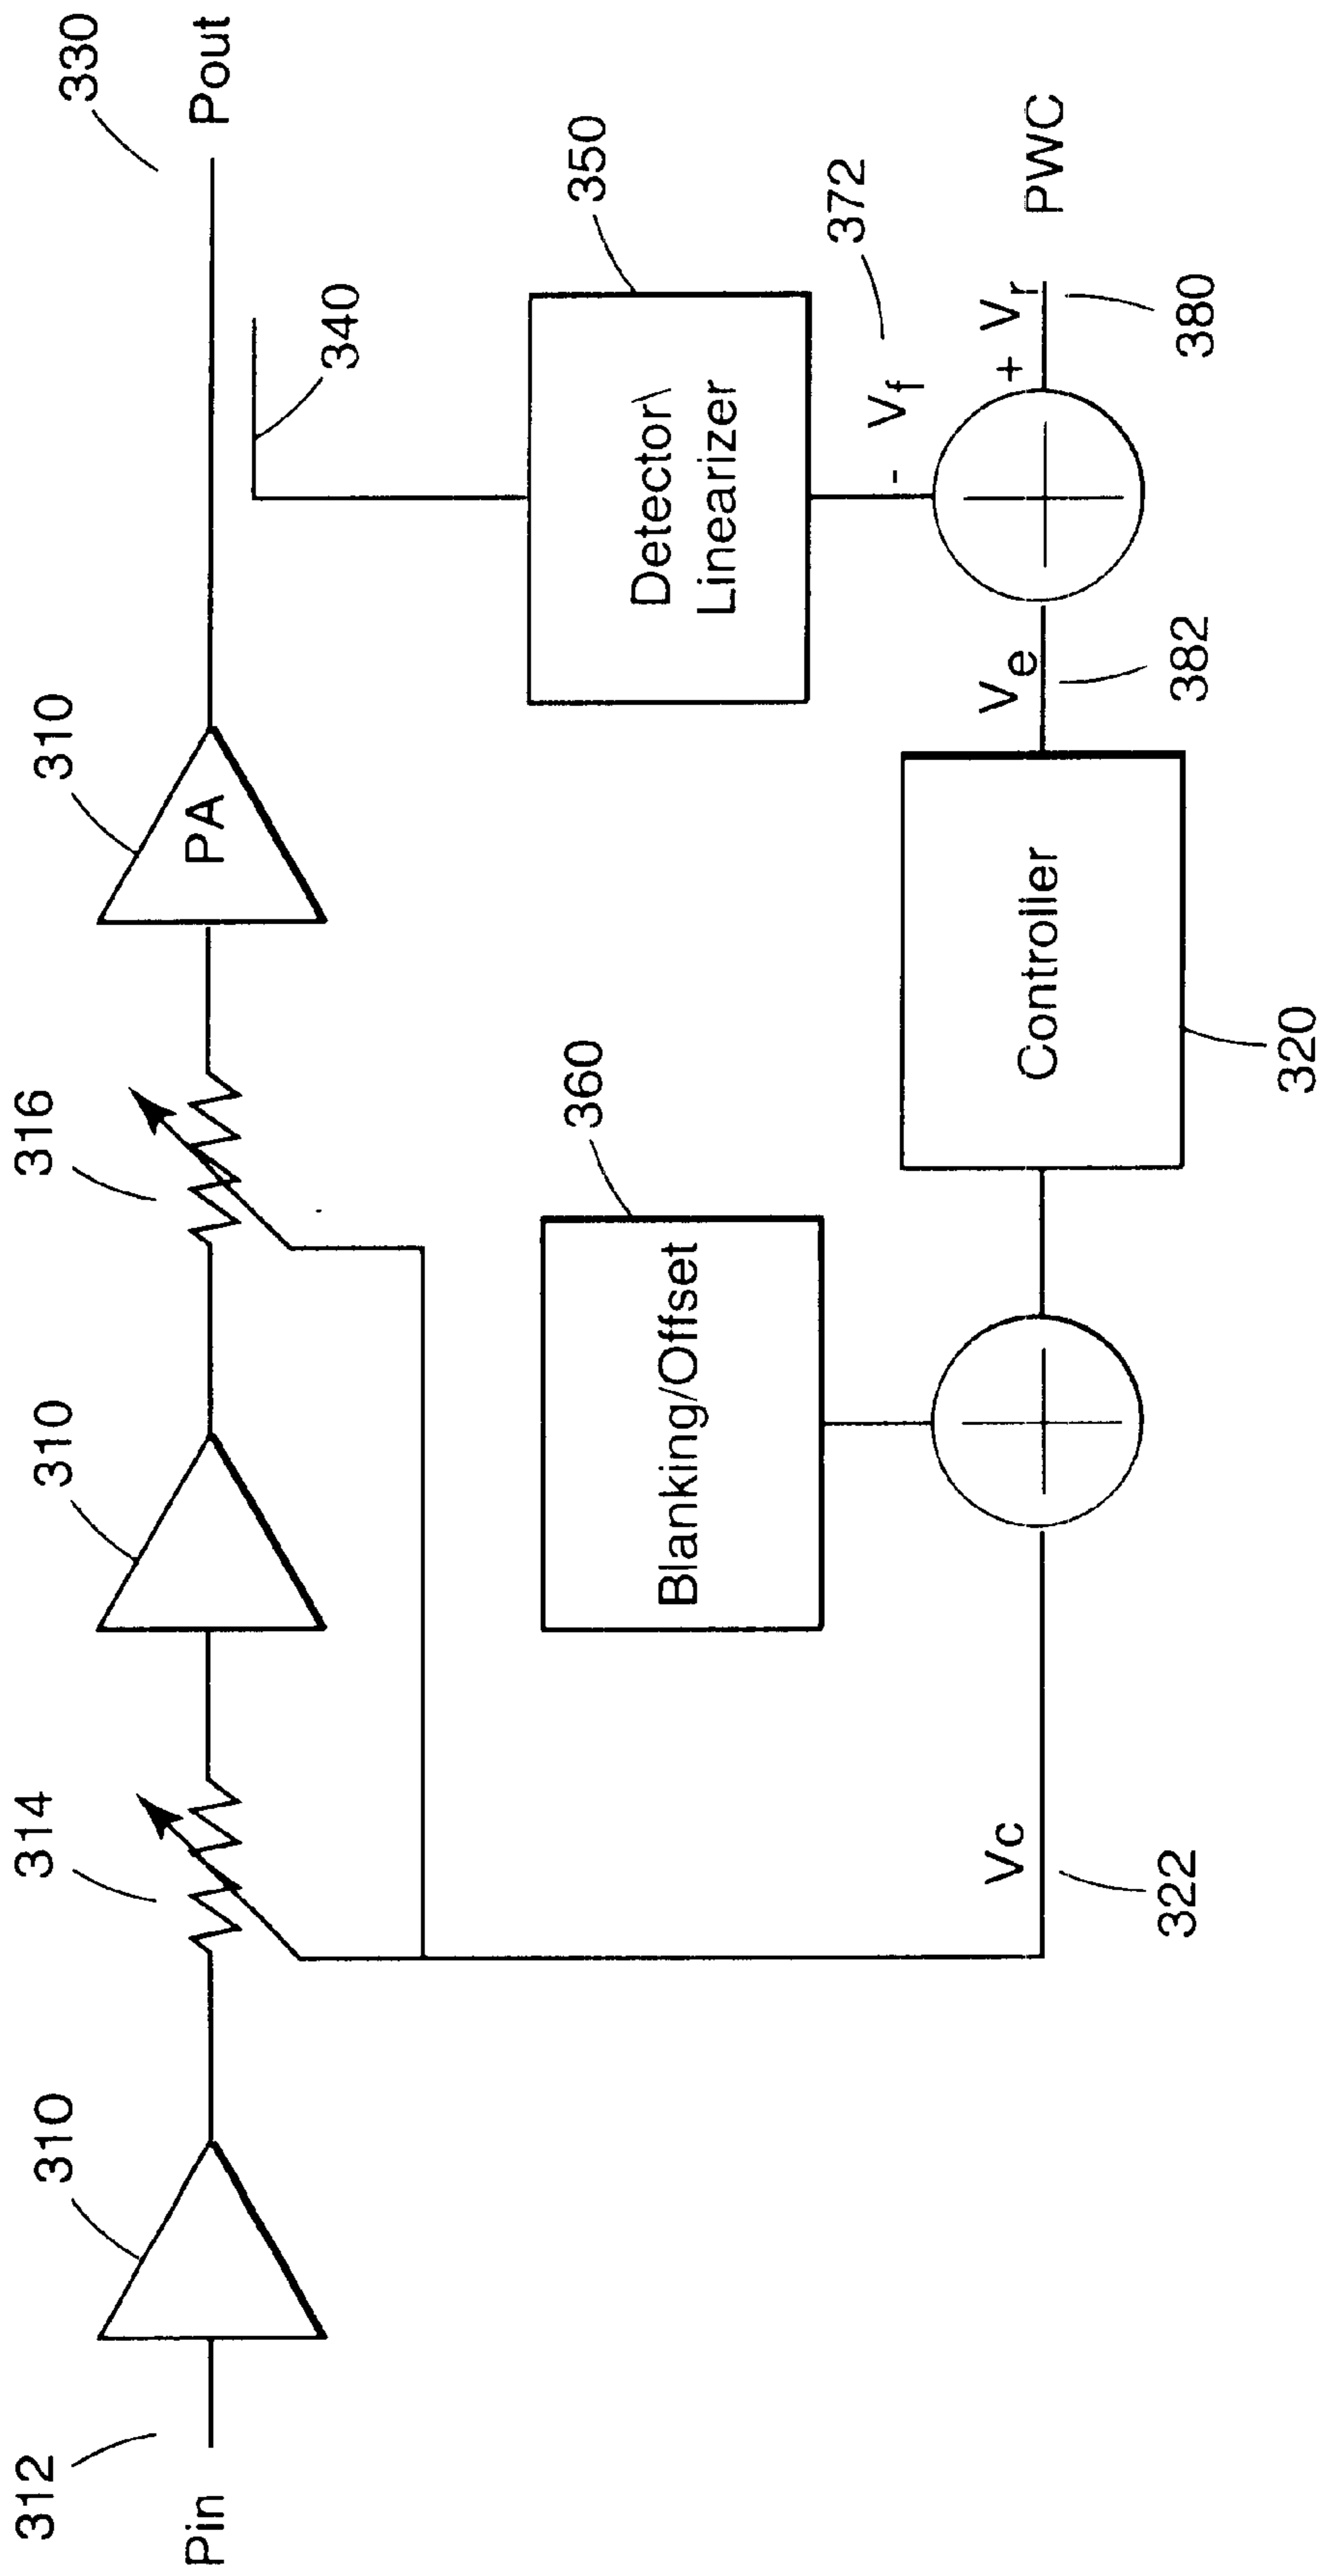 330
Pout
310
PA
316
310
314
310
312
Pin
340
350
Detector\
Linearizer
372
Vf
-
+
Vr
PWC
380
Ve
382
360
Blanking/Offset
Controller
320
Vc
322